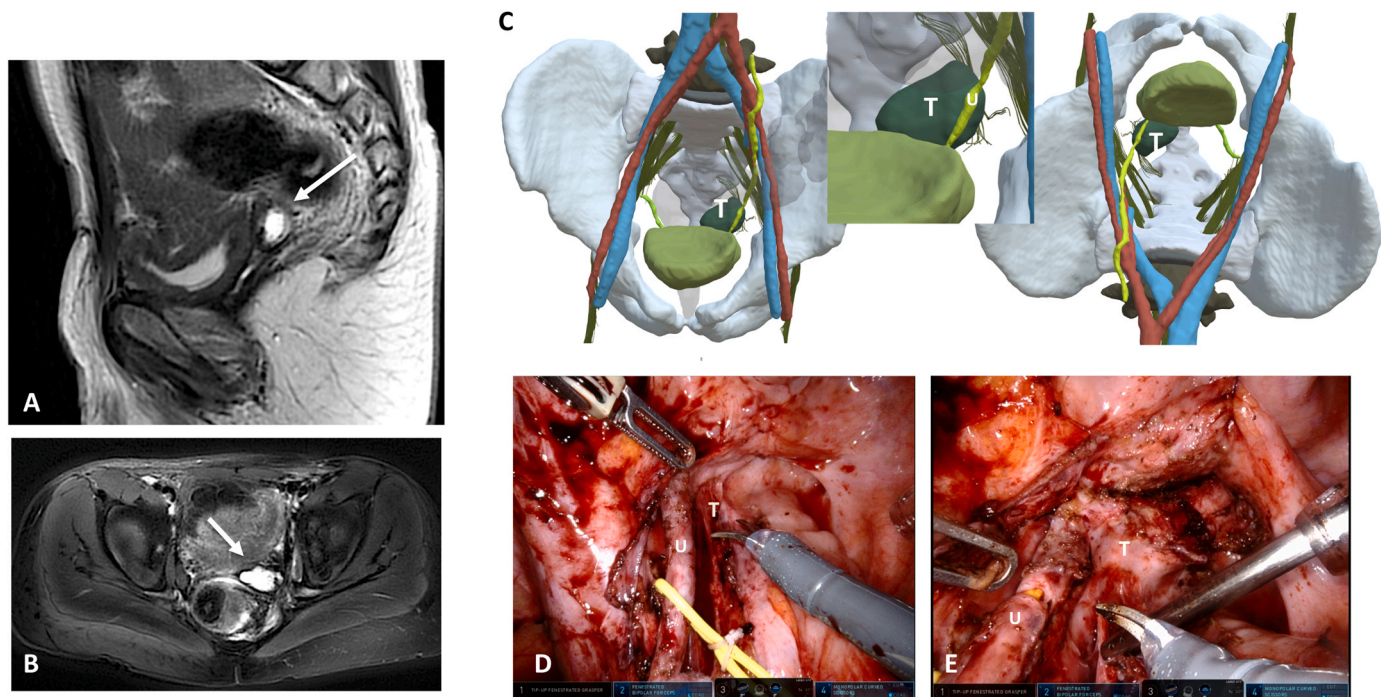 C
T
T
U
T
A
B
U
T
D
1 TIP-UP FENESTRATED GRASPER
2 FENESTRATED BIPOLAR FORCEPS
3
4 MONOPOLAR CURVED SCISSORS
U
T
E
1 TIP-UP FENESTRATED GRASPER
2 FENESTRATED BIPOLAR FORCEPS
3
4 MONOPOLAR CURVED SCISSORS